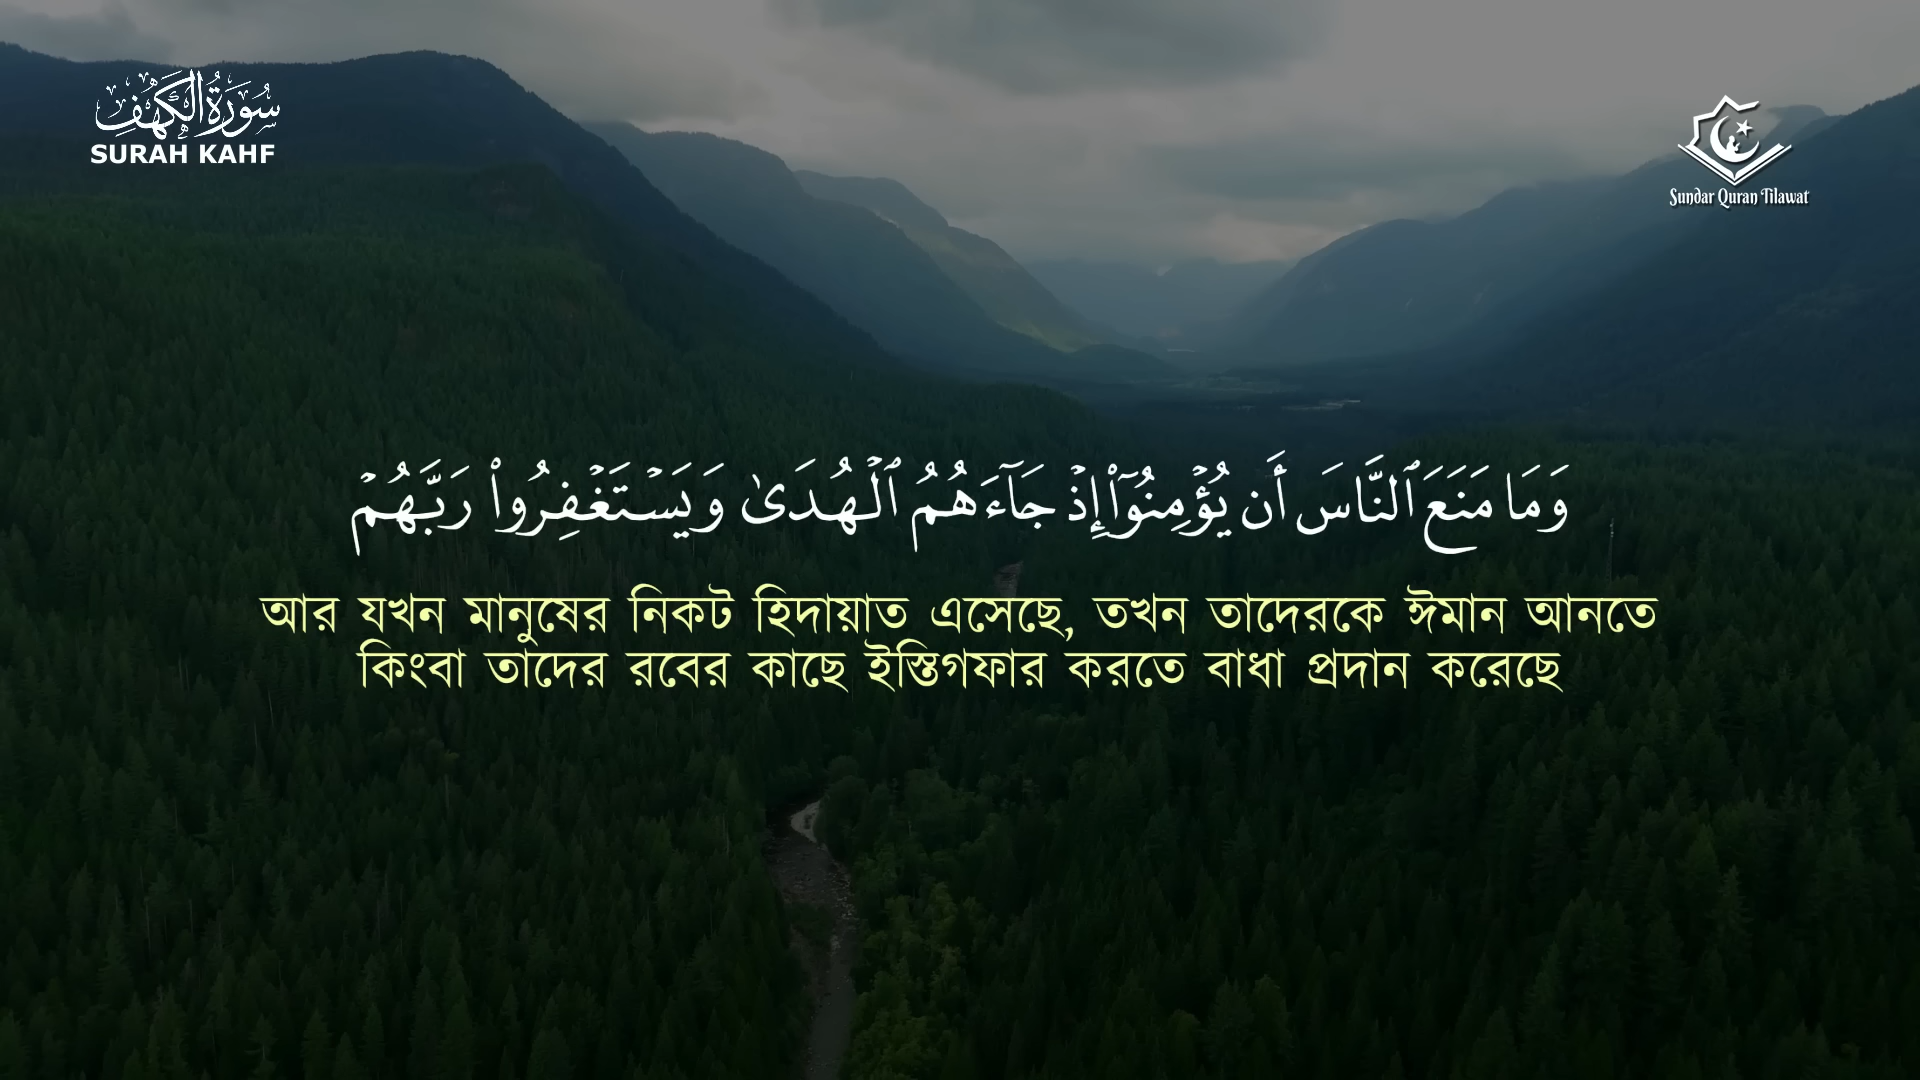 سُورَةُ الْكَهْفِ
SURAH KAHF
Sundar Quran Tilawat
وَمَا مَنَعَ ٱلنَّاسَ أَن يُؤۡمِنُوٓاْ إِذۡ جَآءَهُمُ ٱلۡهُدَىٰ وَيَسۡتَغۡفِرُواْ رَبَّهُمۡ
আর যখন মানুষের নিকট হিদায়াত এসেছে, তখন তাদেরকে ঈমান আনতে
কিংবা তাদের রবের কাছে ইস্তিগফার করতে বাধা প্রদান করেছে